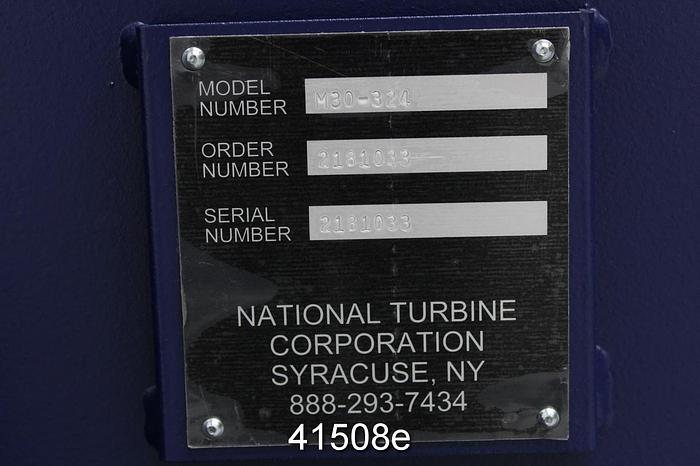 MODEL
NUMBER
M30-324
ORDER
NUMBER
2181033
SERIAL
NUMBER
2181033
NATIONAL TURBINE
CORPORATION
SYRACUSE, NY
888-293-7434
41508e